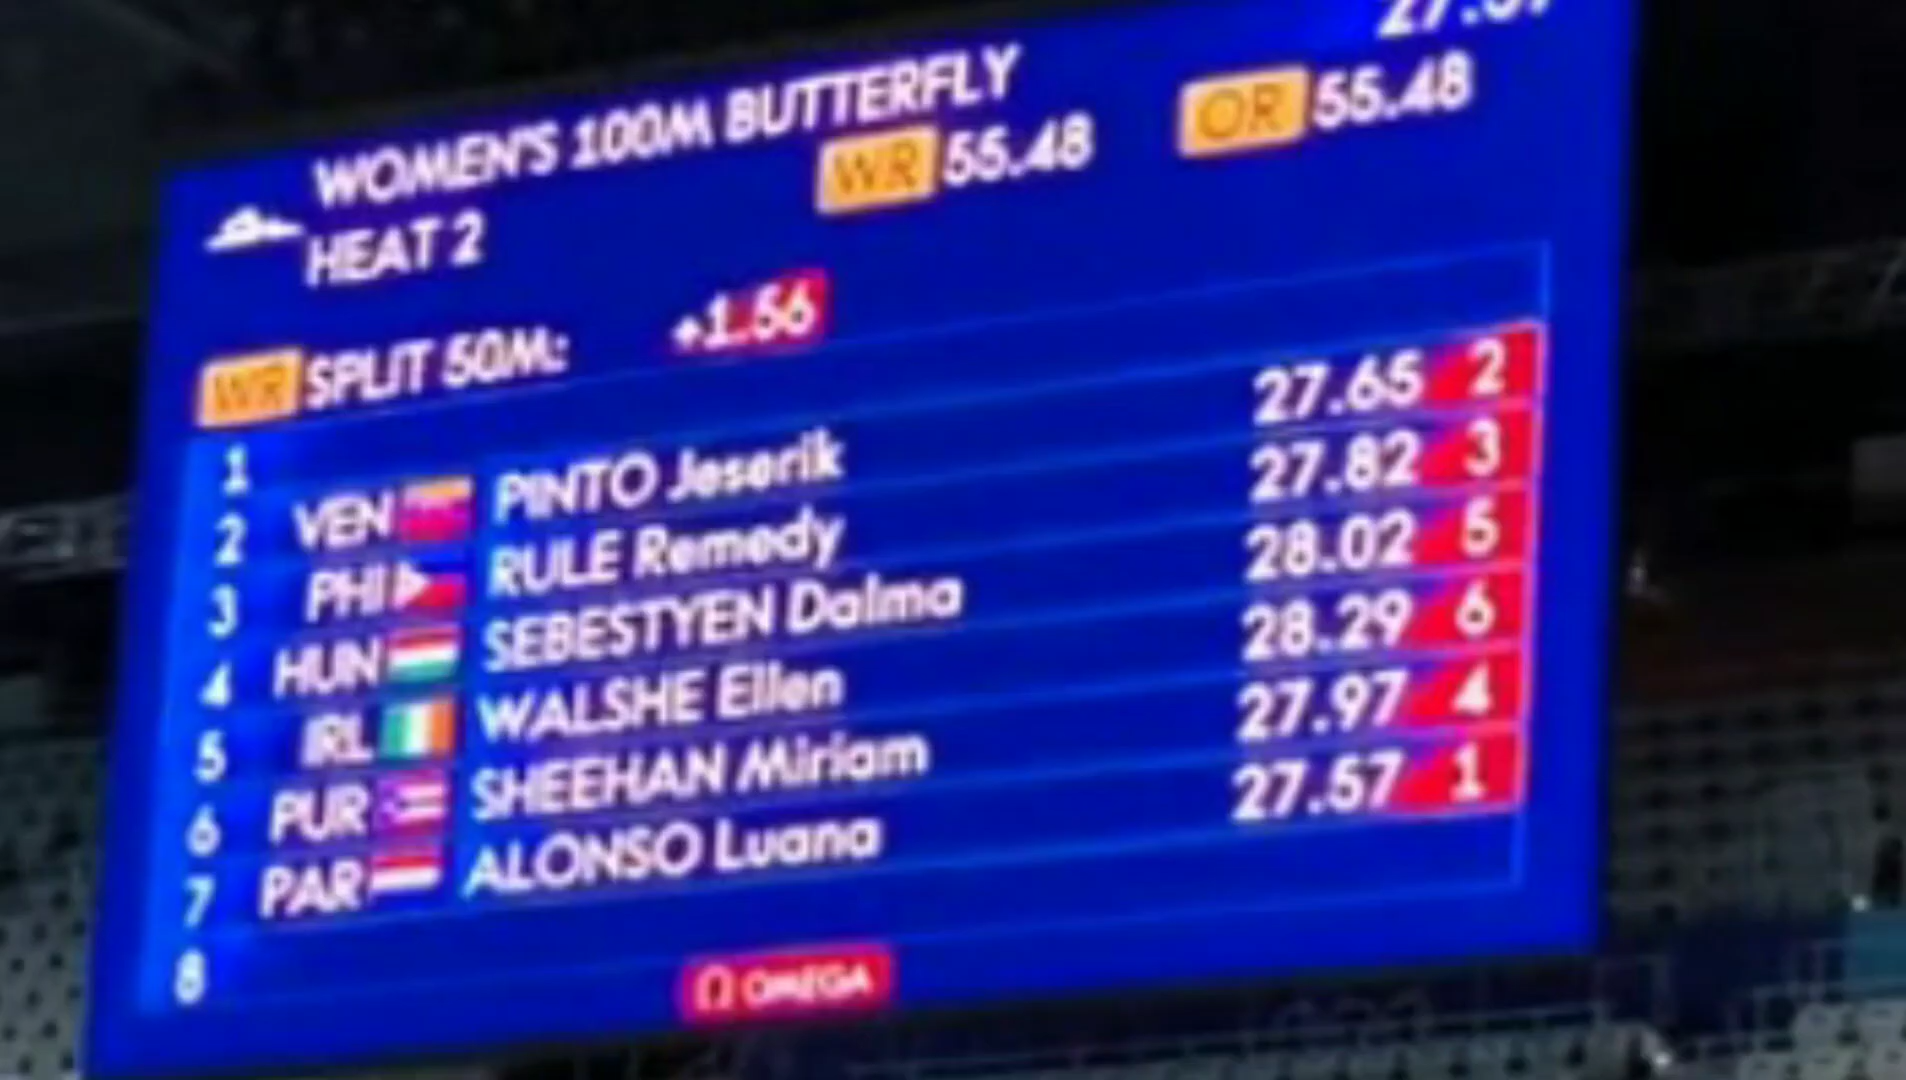 27.57
WOMEN'S 100M BUTTERFLY
HEAT 2
WR 55.48 OR 55.48
WR SPLIT 50M: +1.56
1
2 VEN PINTO Jeserik 27.65 2
3 PHI RULE Remedy 27.82 3
4 HUN SEBESTYEN Dalma 28.02 5
5 IRL WALSHE Ellen 28.29 6
6 PUR SHEEHAN Miriam 27.97 4
7 PAR ALONSO Luana 27.57 1
8
Ω OMEGA